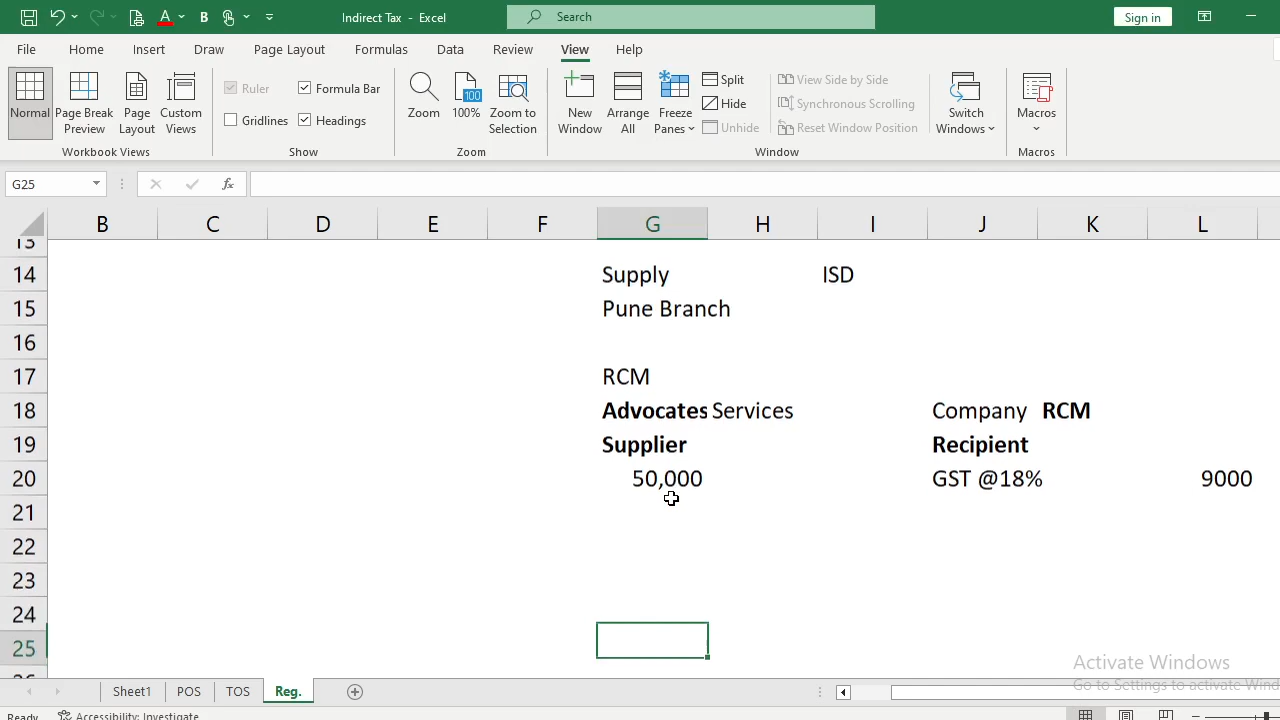 Indirect Tax - Excel
Search
Sign in
File Home Insert Draw Page Layout Formulas Data Review View Help
Normal
Page Break Preview
Page Layout
Custom Views
Workbook Views
Ruler
Formula Bar
Gridlines
Headings
Show
Zoom
100%
Zoom to Selection
Zoom
New Window
Arrange All
Freeze Panes
Split
Hide
Unhide
View Side by Side
Synchronous Scrolling
Reset Window Position
Window
Switch Windows
Macros
Macros
G25
fx
B C D E F G H I J K L
13
14 Supply ISD
15 Pune Branch
16
17 RCM
18 Advocates Services Company RCM
19 Supplier Recipient
20 50,000 GST @18% 9000
21
22
23
24
25
Activate Windows
Go to Settings to activate Wind
Sheet1 POS TOS Reg.
Ready Accessibility: Investigate